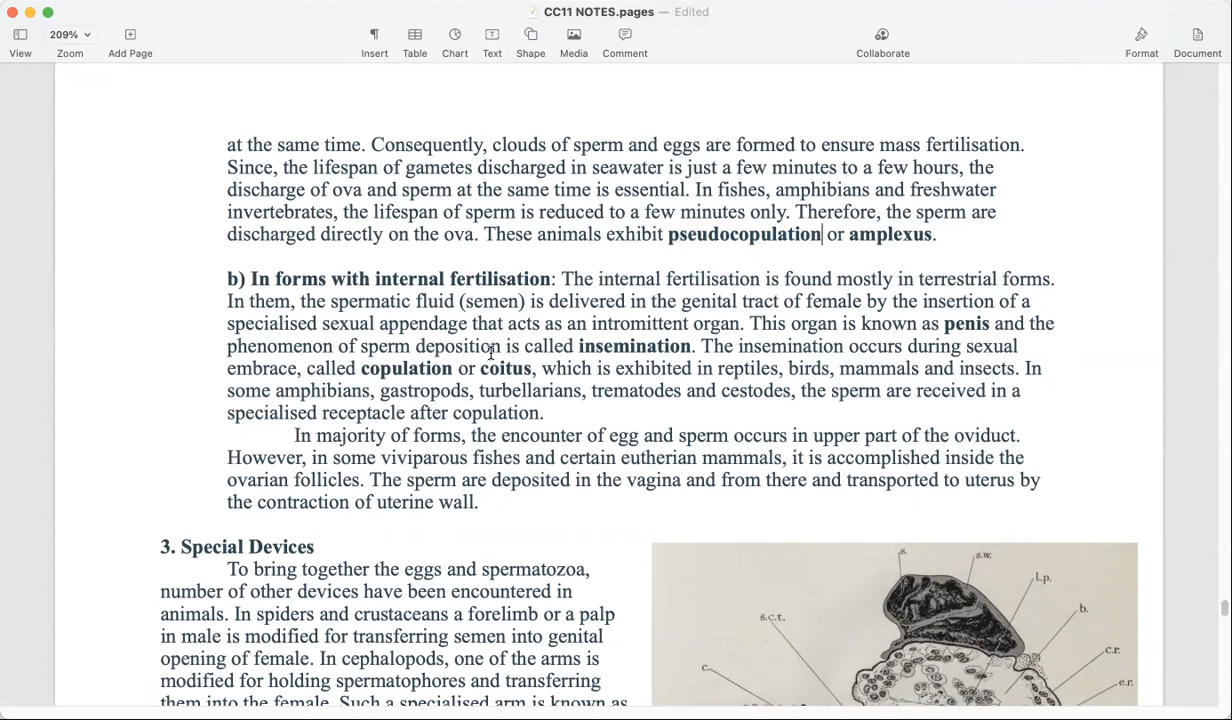 CC11 NOTES.pages — Edited
209%
View Zoom Add Page Insert Table Chart Text Shape Media Comment Collaborate Format Document
at the same time. Consequently, clouds of sperm and eggs are formed to ensure mass fertilisation.
Since, the lifespan of gametes discharged in seawater is just a few minutes to a few hours, the
discharge of ova and sperm at the same time is essential. In fishes, amphibians and freshwater
invertebrates, the lifespan of sperm is reduced to a few minutes only. Therefore, the sperm are
discharged directly on the ova. These animals exhibit pseudocopulation or amplexus.
b) In forms with internal fertilisation: The internal fertilisation is found mostly in terrestrial forms.
In them, the spermatic fluid (semen) is delivered in the genital tract of female by the insertion of a
specialised sexual appendage that acts as an intromittent organ. This organ is known as penis and the
phenomenon of sperm deposition is called insemination. The insemination occurs during sexual
embrace, called copulation or coitus, which is exhibited in reptiles, birds, mammals and insects. In
some amphibians, gastropods, turbellarians, trematodes and cestodes, the sperm are received in a
specialised receptacle after copulation.
In majority of forms, the encounter of egg and sperm occurs in upper part of the oviduct.
However, in some viviparous fishes and certain eutherian mammals, it is accomplished inside the
ovarian follicles. The sperm are deposited in the vagina and from there and transported to uterus by
the contraction of uterine wall.
3. Special Devices
To bring together the eggs and spermatozoa,
number of other devices have been encountered in
animals. In spiders and crustaceans a forelimb or a palp
in male is modified for transferring semen into genital
opening of female. In cephalopods, one of the arms is
modified for holding spermatophores and transferring
them into the female. Such a specialised arm is known as
s.
s.w.
l.p.
b.
s.c.t.
c.r.
c.
e.r.